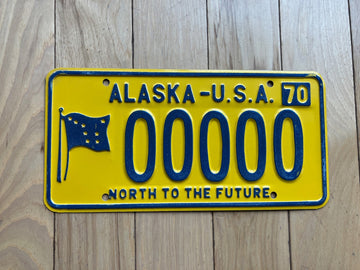 ALASKA-U.S.A. 70
00000
NORTH TO THE FUTURE